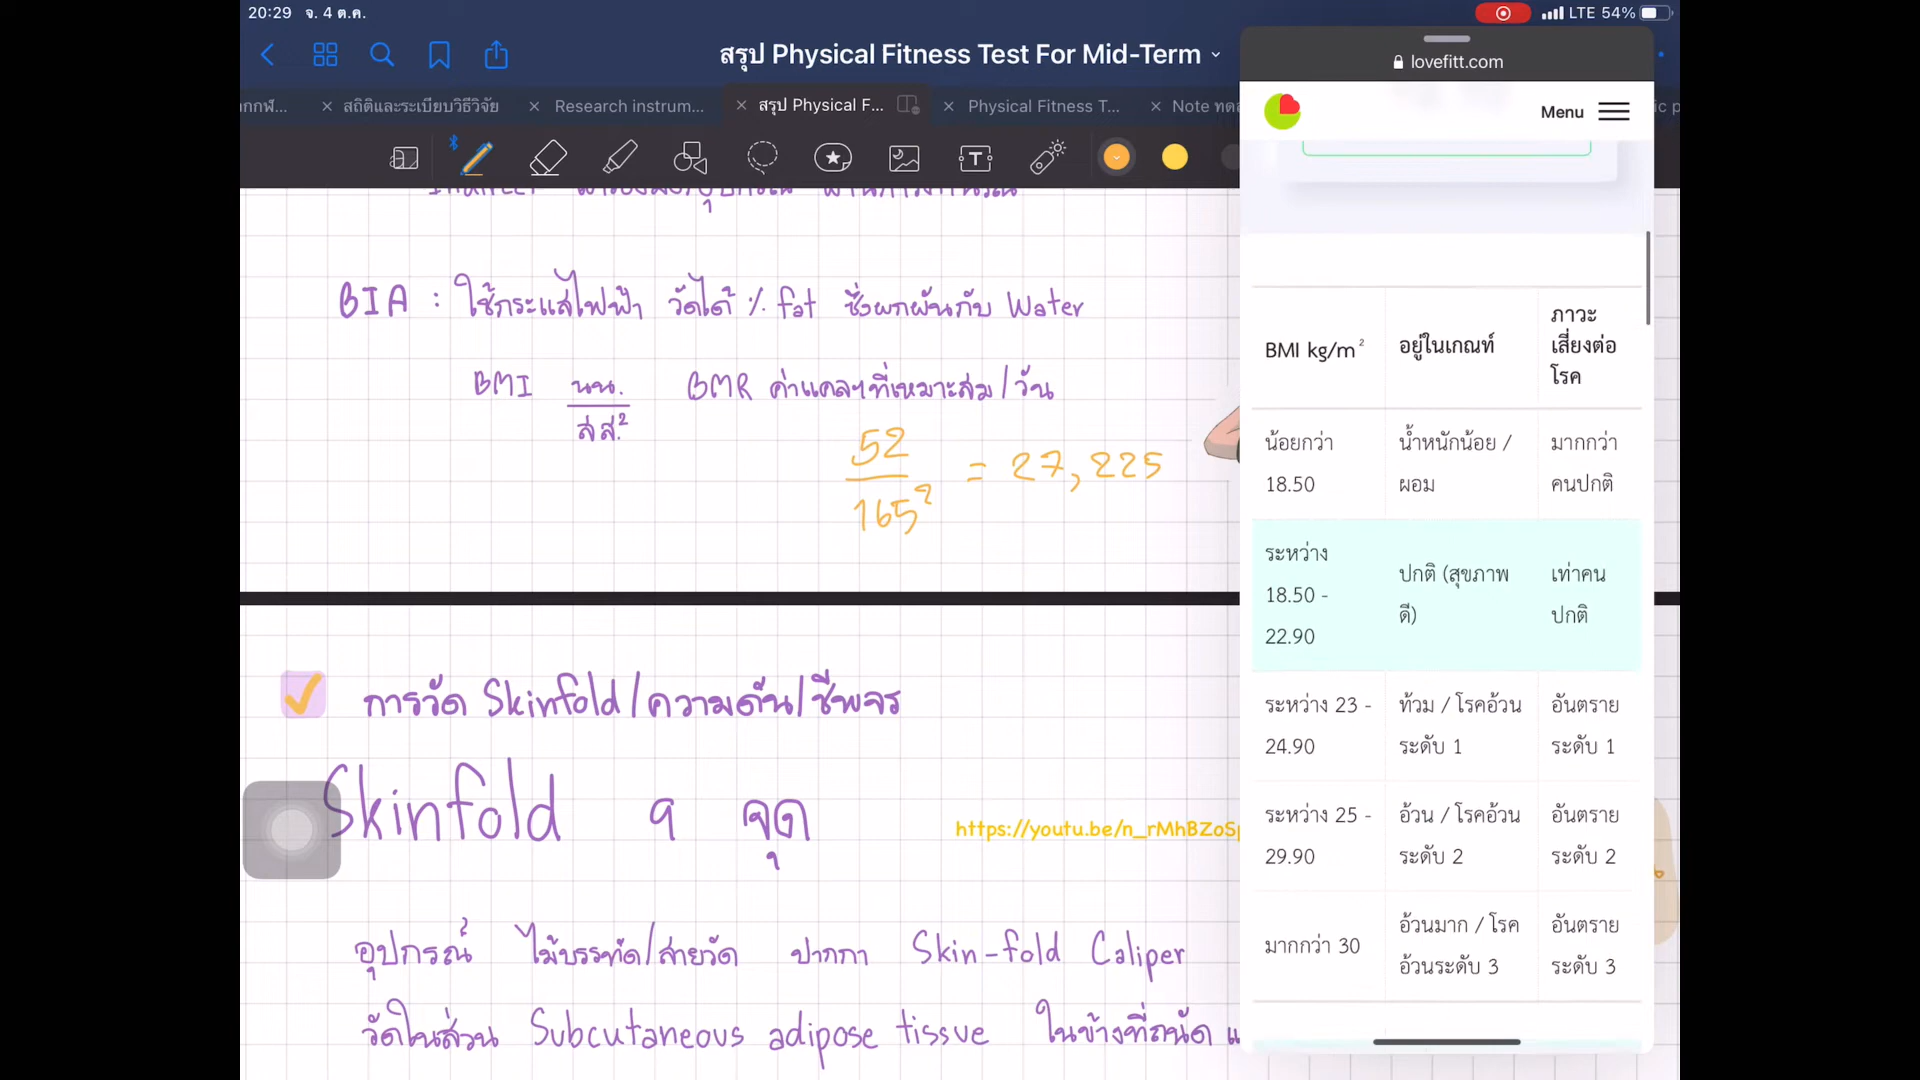 20:29 จ. 4 ต.ค.
LTE 54%
สรุป Physical Fitness Test For Mid-Term
lovefitt.com
ากกฬ...
สถิติและระเบียบวิธีวิจัย
Research instrum...
สรุป Physical F...
Physical Fitness T...
Note ทด
ic p
Menu
BIA : ใช้กระแสไฟฟ้า วัดได้ % fat ซึ่งผกผันกับ Water
BMI นน. BMR ค่าแคลฯที่เหมาะสม/วัน
สส.²
52
= 27,225
165²
การวัด Skinfold/ความดัน/ชีพจร
Skinfold 9 จุด
https://youtu.be/n_rMhBZoSp
อุปกรณ์ ไม้บรรทัด/สายวัด ปากกา Skin-fold Caliper
วัดในส่วน Subcutaneous adipose tissue ในข้างที่ถนัด แ
BMI kg/m² อยู่ในเกณท์ ภาวะเสี่ยงต่อโรค
น้อยกว่า 18.50 น้ำหนักน้อย / ผอม มากกว่าคนปกติ
ระหว่าง 18.50 - 22.90 ปกติ (สุขภาพดี) เท่าคนปกติ
ระหว่าง 23 - 24.90 ท้วม / โรคอ้วนระดับ 1 อันตรายระดับ 1
ระหว่าง 25 - 29.90 อ้วน / โรคอ้วนระดับ 2 อันตรายระดับ 2
มากกว่า 30 อ้วนมาก / โรคอ้วนระดับ 3 อันตรายระดับ 3